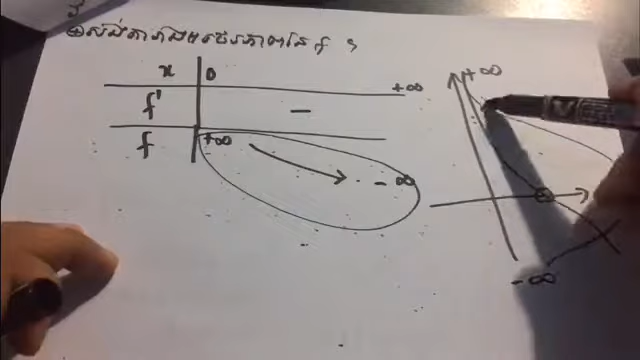 សង់តារាងអថេរភាពនៃ f ?
x 0 +∞
f' −
f +∞ − ∞
+∞
-∞